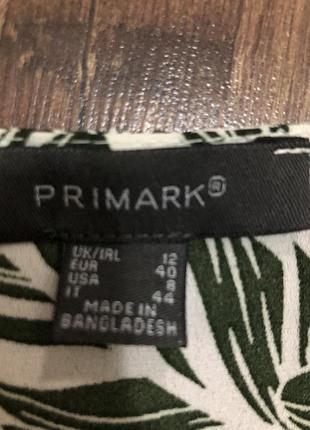 PRIMARK®
UK/IRL 12
EUR 40
USA 8
IT 44
MADE IN
BANGLADESH